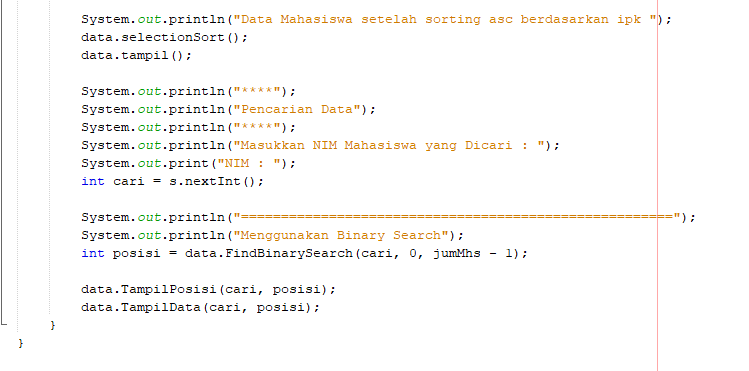 System.out.println("Data Mahasiswa setelah sorting asc berdasarkan ipk ");
data.selectionSort();
data.tampil();
System.out.println("****");
System.out.println("Pencarian Data");
System.out.println("****");
System.out.println("Masukkan NIM Mahasiswa yang Dicari : ");
System.out.print("NIM : ");
int cari = s.nextInt();
System.out.println("======================================================");
System.out.println("Menggunakan Binary Search");
int posisi = data.FindBinarySearch(cari, 0, jumMhs - 1);
data.TampilPosisi(cari, posisi);
data.TampilData(cari, posisi);
}
}